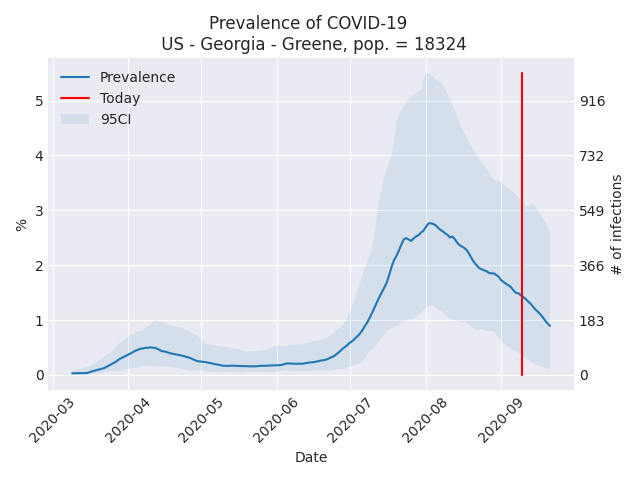 Prevalence of COVID-19
US - Georgia - Greene, pop. = 18324
Prevalence
Today
95CI
%
5
4
3
2
1
0
916
732
549
366
183
0
# of infections
2020-03
2020-04
2020-05
2020-06
2020-07
2020-08
2020-09
Date